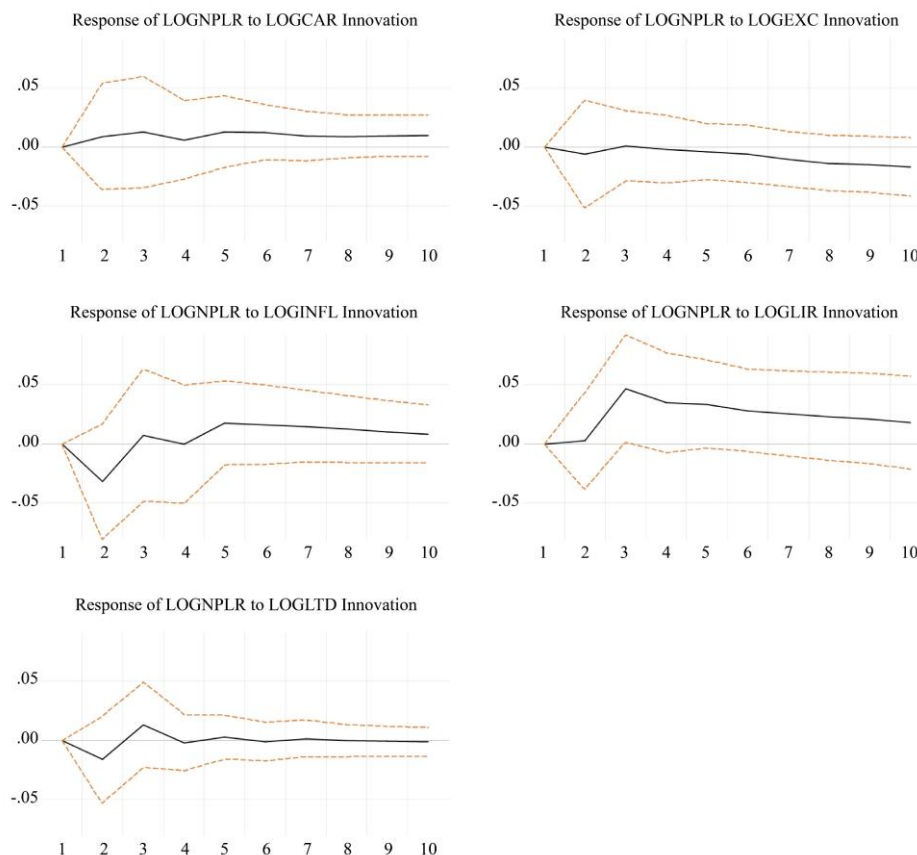 Response of LOGNPLR to LOGCAR Innovation
.05
.00
-.05
1 2 3 4 5 6 7 8 9 10
Response of LOGNPLR to LOGEXC Innovation
.05
.00
-.05
1 2 3 4 5 6 7 8 9 10
Response of LOGNPLR to LOGINFL Innovation
.05
.00
-.05
1 2 3 4 5 6 7 8 9 10
Response of LOGNPLR to LOGLIR Innovation
.05
.00
-.05
1 2 3 4 5 6 7 8 9 10
Response of LOGNPLR to LOGLTD Innovation
.05
.00
-.05
1 2 3 4 5 6 7 8 9 10